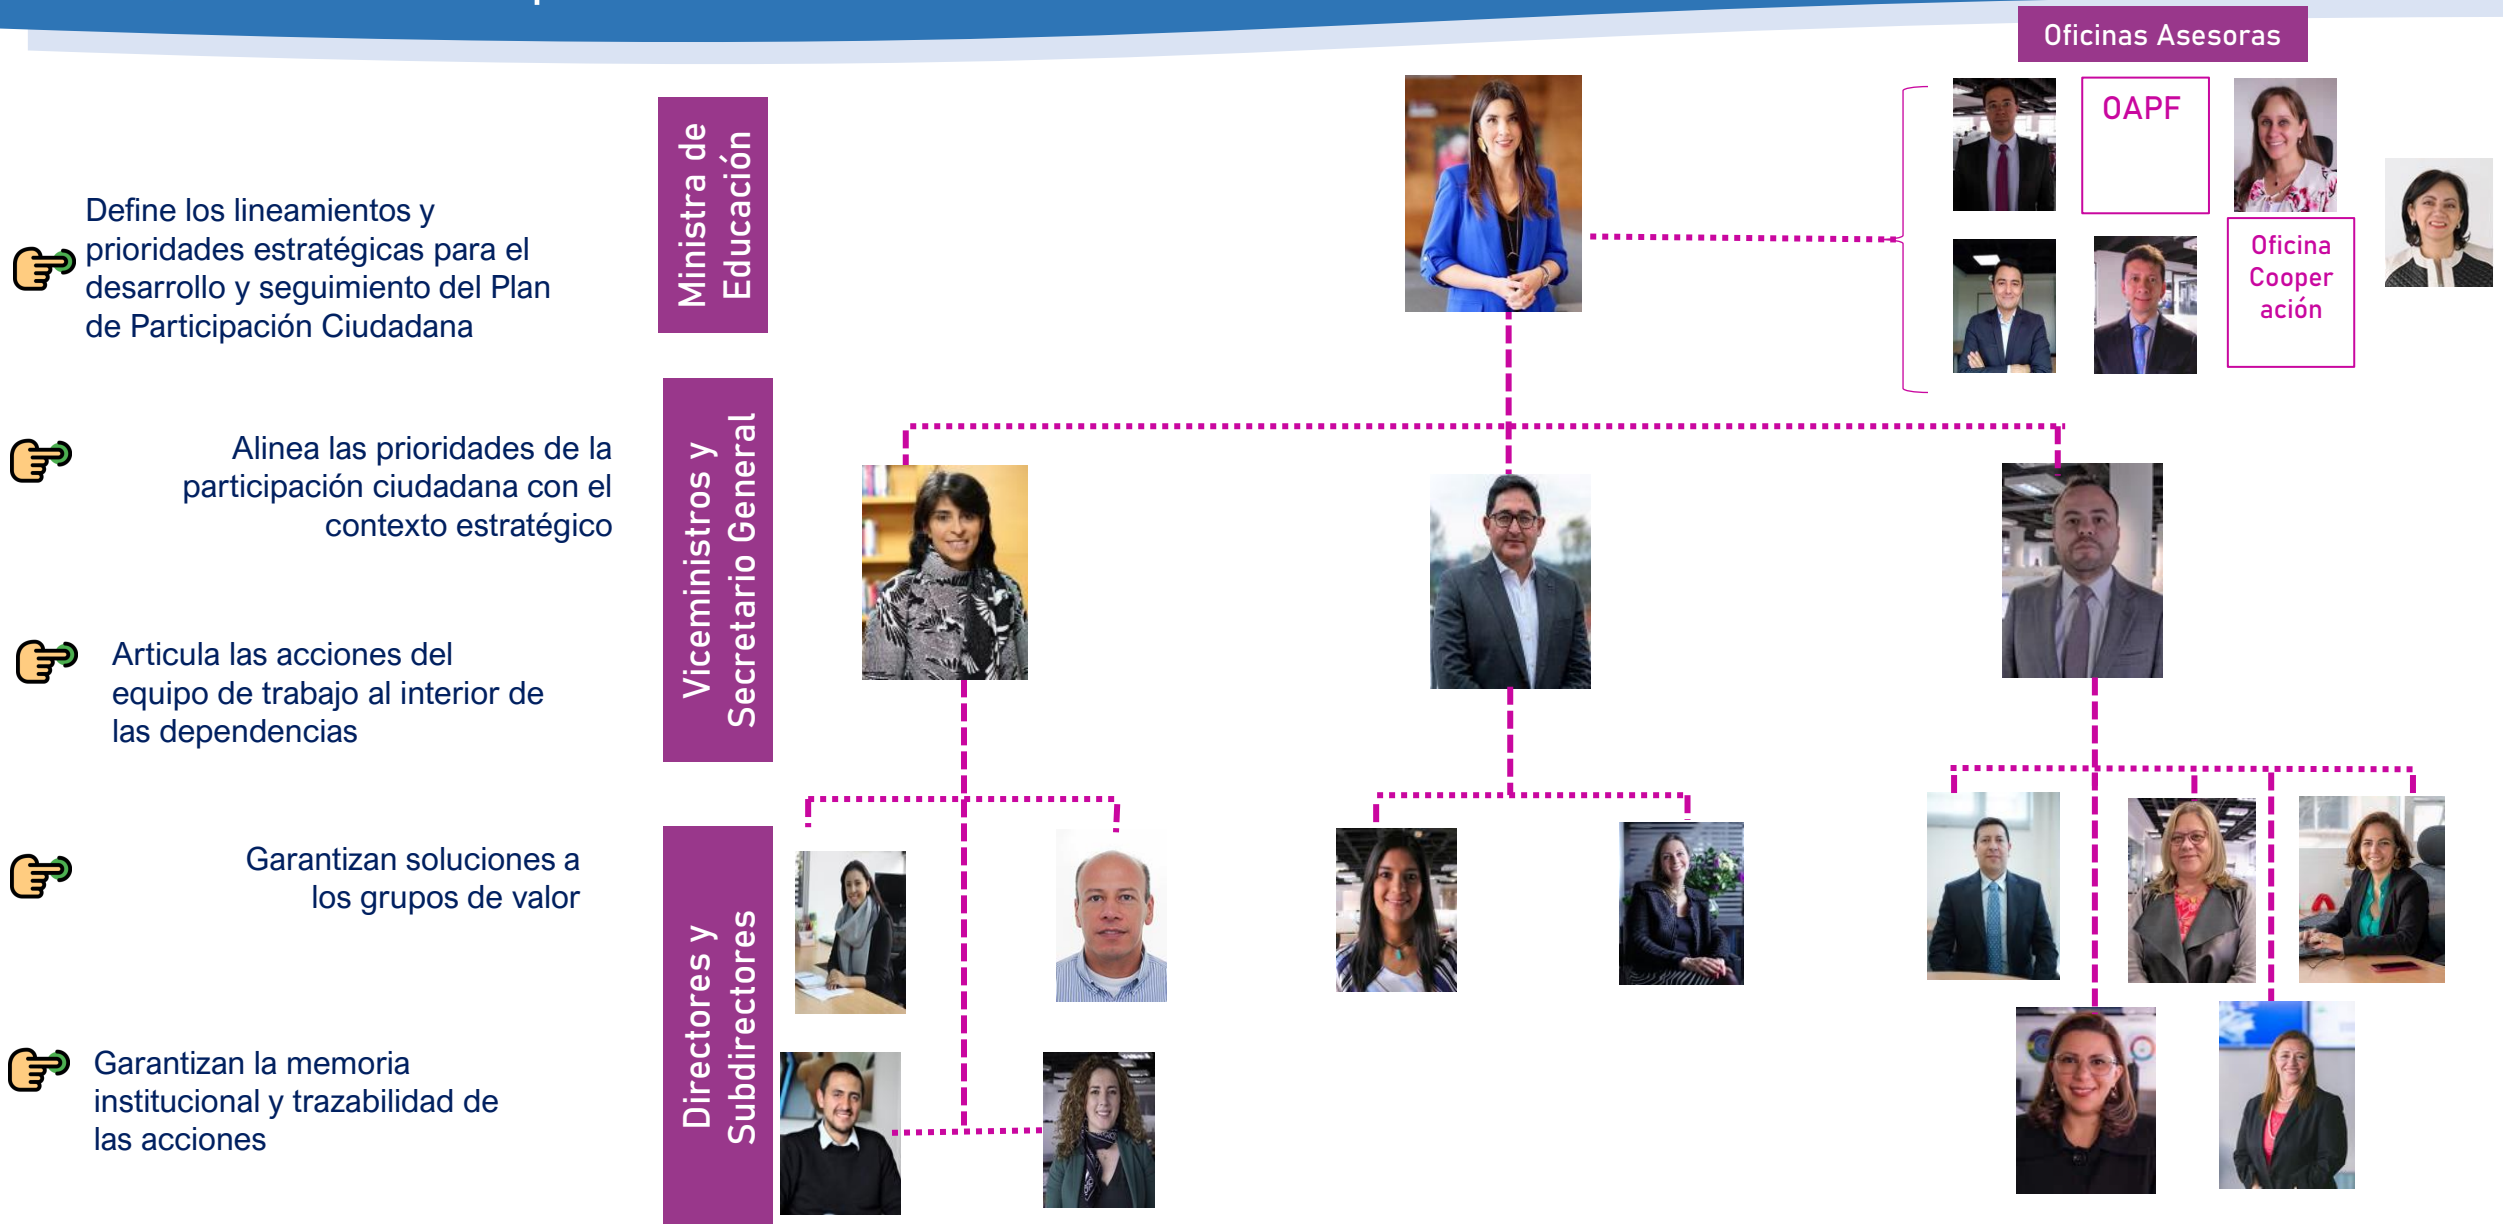 Oficinas Asesoras
OAPF
Oficina
Cooper
ación
Ministra de
Educación
Define los lineamientos y
prioridades estratégicas para el
desarrollo y seguimiento del Plan
de Participación Ciudadana
Viceministros y
Secretario General
Alinea las prioridades de la
participación ciudadana con el
contexto estratégico
Articula las acciones del
equipo de trabajo al interior de
las dependencias
Directores y
Subdirectores
Garantizan soluciones a
los grupos de valor
Garantizan la memoria
institucional y trazabilidad de
las acciones